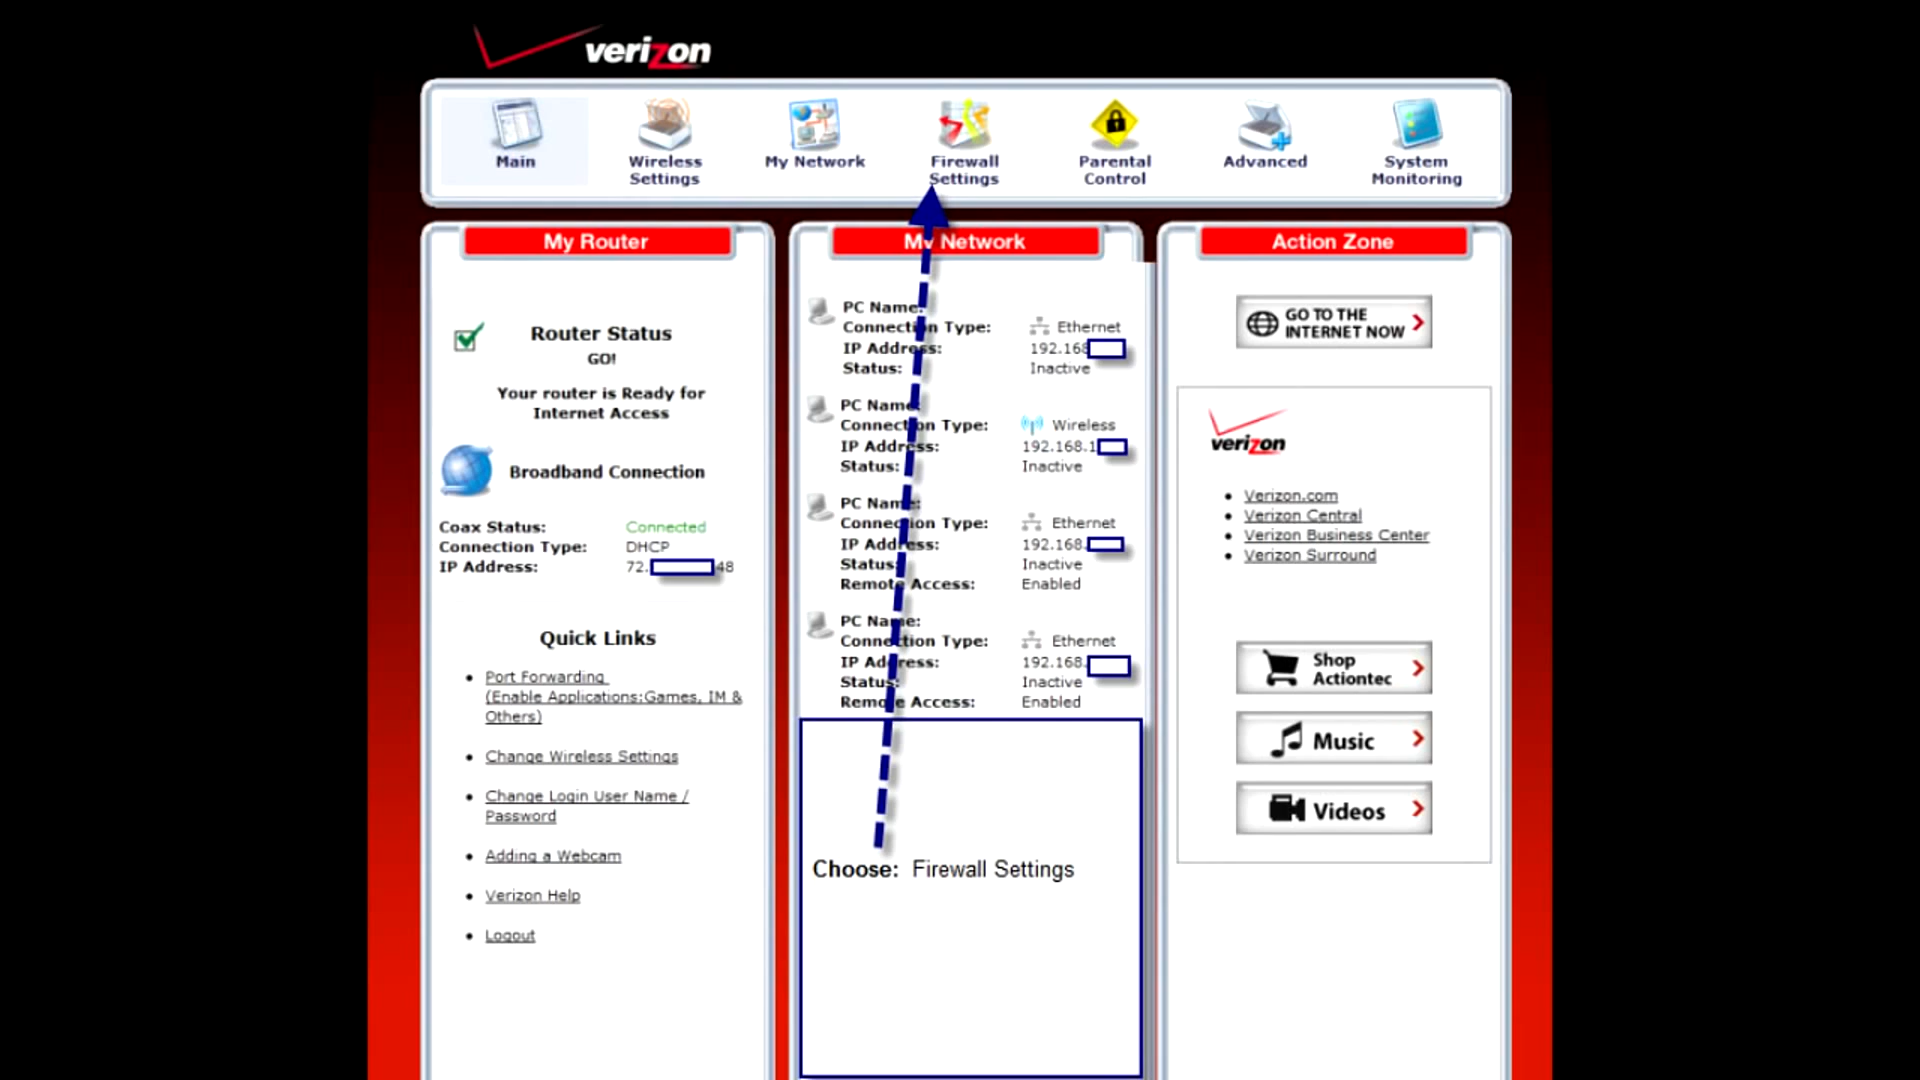 verizon
Main
Wireless
Settings
My Network
Firewall
Settings
Parental
Control
Advanced
System
Monitoring
My Router
Router Status
GO!
Your router is Ready for
Internet Access
Broadband Connection
Coax Status: Connected
Connection Type: DHCP
IP Address: 72. 48
Quick Links
Port Forwarding
(Enable Applications:Games, IM &
Others)
Change Wireless Settings
Change Login User Name /
Password
Adding a Webcam
Verizon Help
Logout
My Network
PC Name:
Connection Type: Ethernet
IP Address: 192.168
Status: Inactive
PC Name:
Connection Type: Wireless
IP Address: 192.168.1
Status: Inactive
PC Name:
Connection Type: Ethernet
IP Address: 192.168.
Status: Inactive
Remote Access: Enabled
PC Name:
Connection Type: Ethernet
IP Address: 192.168.
Status: Inactive
Remote Access: Enabled
Choose: Firewall Settings
Action Zone
GO TO THE
INTERNET NOW
verizon
Verizon.com
Verizon Central
Verizon Business Center
Verizon Surround
Shop
Actiontec
Music
Videos